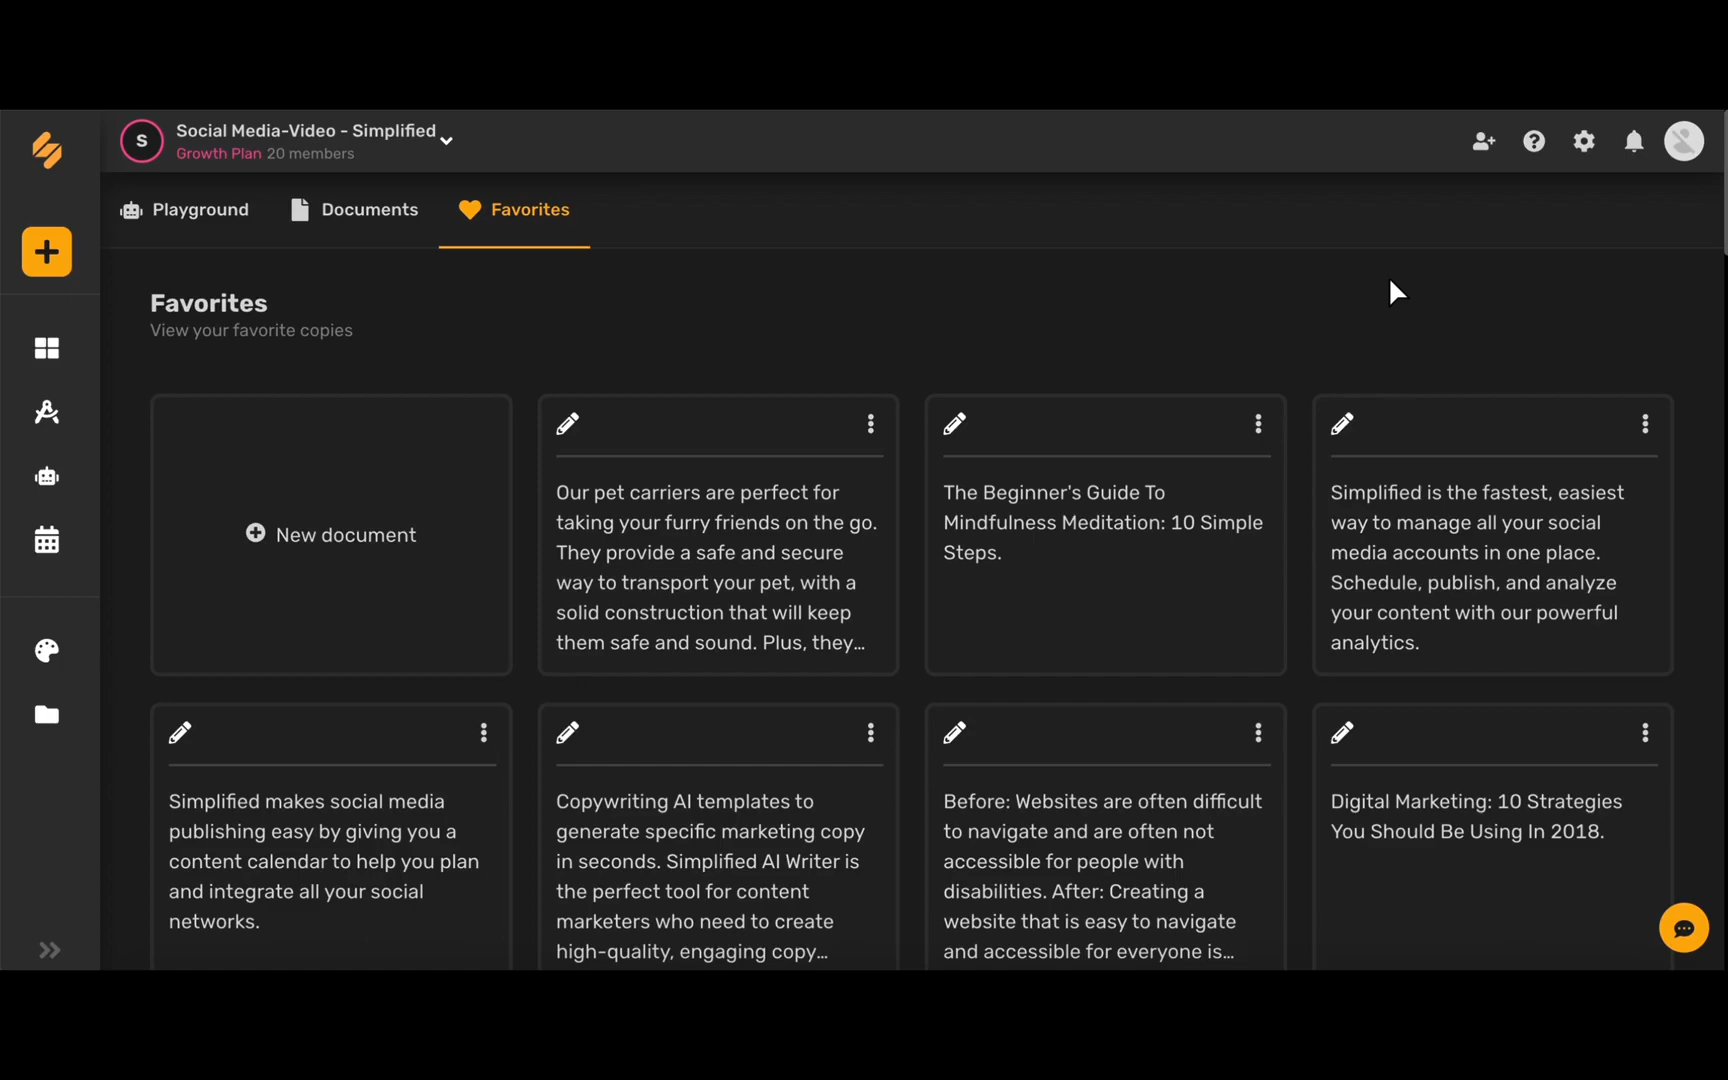 S
Social Media-Video - Simplified
Growth Plan 20 members
Playground
Documents
Favorites
Favorites
View your favorite copies
New document
Our pet carriers are perfect for
taking your furry friends on the go.
They provide a safe and secure
way to transport your pet, with a
solid construction that will keep
them safe and sound. Plus, they…
The Beginner's Guide To
Mindfulness Meditation: 10 Simple
Steps.
Simplified is the fastest, easiest
way to manage all your social
media accounts in one place.
Schedule, publish, and analyze
your content with our powerful
analytics.
Simplified makes social media
publishing easy by giving you a
content calendar to help you plan
and integrate all your social
networks.
Copywriting AI templates to
generate specific marketing copy
in seconds. Simplified AI Writer is
the perfect tool for content
marketers who need to create
high-quality, engaging copy…
Before: Websites are often difficult
to navigate and are often not
accessible for people with
disabilities. After: Creating a
website that is easy to navigate
and accessible for everyone is…
Digital Marketing: 10 Strategies
You Should Be Using In 2018.